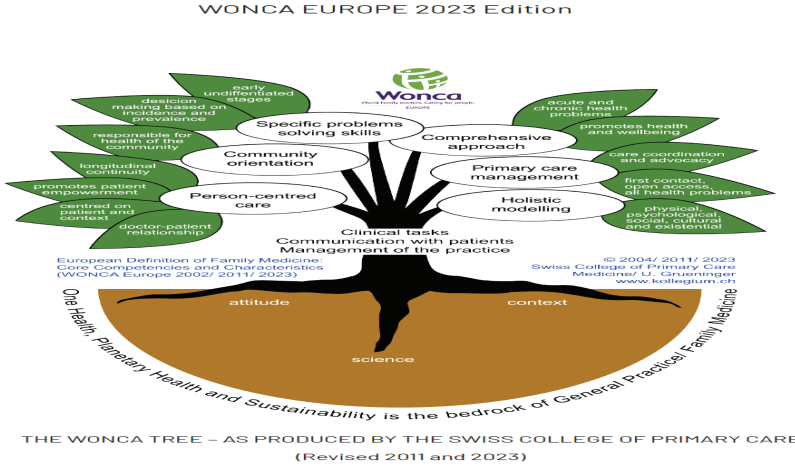 WONCA EUROPE 2023 Edition
Wonca
World family doctors. Caring for people.
EUROPE
early
undifferentiated
stages
desicion
making based on
incidence and
prevalence
responsible for
health of the
community
longitudinal
continuity
promotes patient
empowerment
centred on
patient and
context
doctor-patient
relationship
Specific problems
solving skills
Community
orientation
Person-centred
care
Comprehensive
approach
Primary care
management
Holistic
modelling
acute and
chronic health
problems
promotes health
and wellbeing
care coordination
and advocacy
first contact,
open access,
all health problems
physical,
psychological,
social, cultural
and existential
Clinical tasks
Communication with patients
Management of the practice
European Definition of Family Medicine:
Core Competencies and Characteristics
(WONCA Europe 2002/ 2011/ 2023)
© 2004/ 2011/ 2023
Swiss College of Primary Care
Medicine/ U. Grueninger
www.kollegium.ch
attitude
context
science
One Health, Planetary Health and Sustainability is the bedrock of General Practice/ Family Medicine
THE WONCA TREE – AS PRODUCED BY THE SWISS COLLEGE OF PRIMARY CARE
(Revised 2011 and 2023)